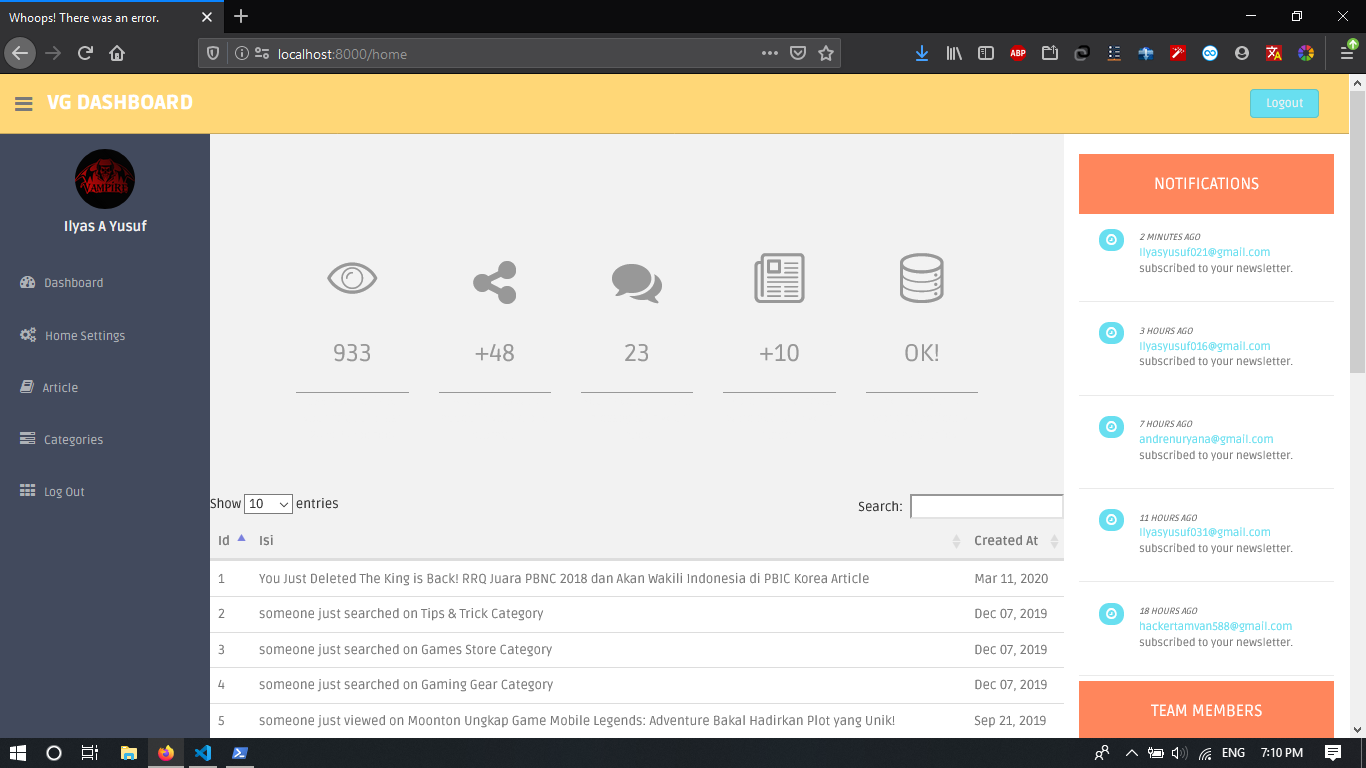 Whoops! There was an error.
localhost:8000/home
ABP
VG DASHBOARD
Logout
VAMPIRE
Ilyas A Yusuf
Dashboard
Home Settings
Article
Categories
Log Out
933
+48
23
+10
OK!
Show 10 entries
Search:
Id Isi Created At
1 You Just Deleted The King is Back! RRQ Juara PBNC 2018 dan Akan Wakili Indonesia di PBIC Korea Article Mar 11, 2020
2 someone just searched on Tips & Trick Category Dec 07, 2019
3 someone just searched on Games Store Category Dec 07, 2019
4 someone just searched on Gaming Gear Category Dec 07, 2019
5 someone just viewed on Moonton Ungkap Game Mobile Legends: Adventure Bakal Hadirkan Plot yang Unik! Sep 21, 2019
NOTIFICATIONS
2 MINUTES AGO
Ilyasyusuf021@gmail.com
subscribed to your newsletter.
3 HOURS AGO
Ilyasyusuf016@gmail.com
subscribed to your newsletter.
7 HOURS AGO
andrenuryana@gmail.com
subscribed to your newsletter.
11 HOURS AGO
Ilyasyusuf031@gmail.com
subscribed to your newsletter.
18 HOURS AGO
hackertamvan588@gmail.com
subscribed to your newsletter.
TEAM MEMBERS
ENG 7:10 PM